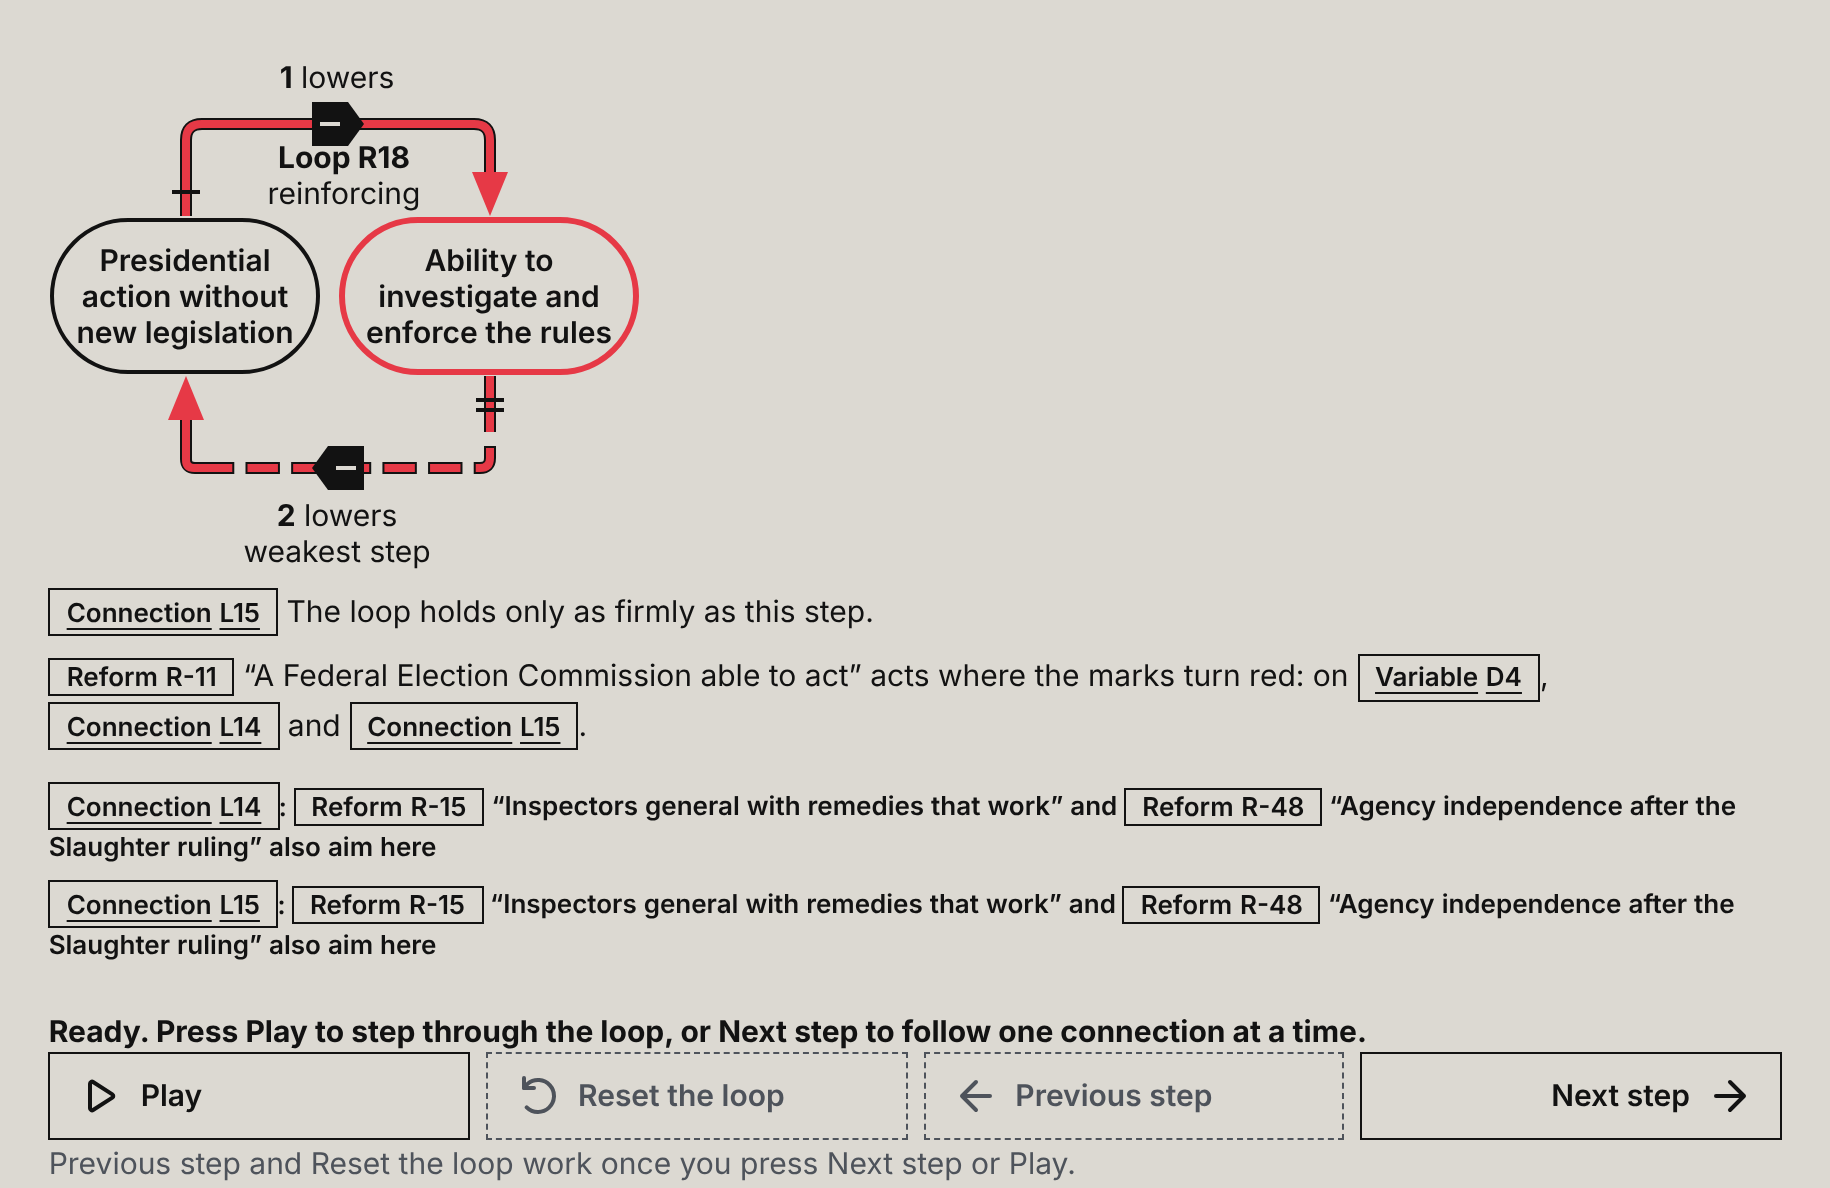 1 lowers
Loop R18
reinforcing
Presidential
action without
new legislation
Ability to
investigate and
enforce the rules
2 lowers
weakest step
Connection L15 The loop holds only as firmly as this step.
Reform R-11 “A Federal Election Commission able to act” acts where the marks turn red: on Variable D4,
Connection L14 and Connection L15.
Connection L14: Reform R-15 “Inspectors general with remedies that work” and Reform R-48 “Agency independence after the
Slaughter ruling” also aim here
Connection L15: Reform R-15 “Inspectors general with remedies that work” and Reform R-48 “Agency independence after the
Slaughter ruling” also aim here
Ready. Press Play to step through the loop, or Next step to follow one connection at a time.
Play
Reset the loop
Previous step
Next step
Previous step and Reset the loop work once you press Next step or Play.